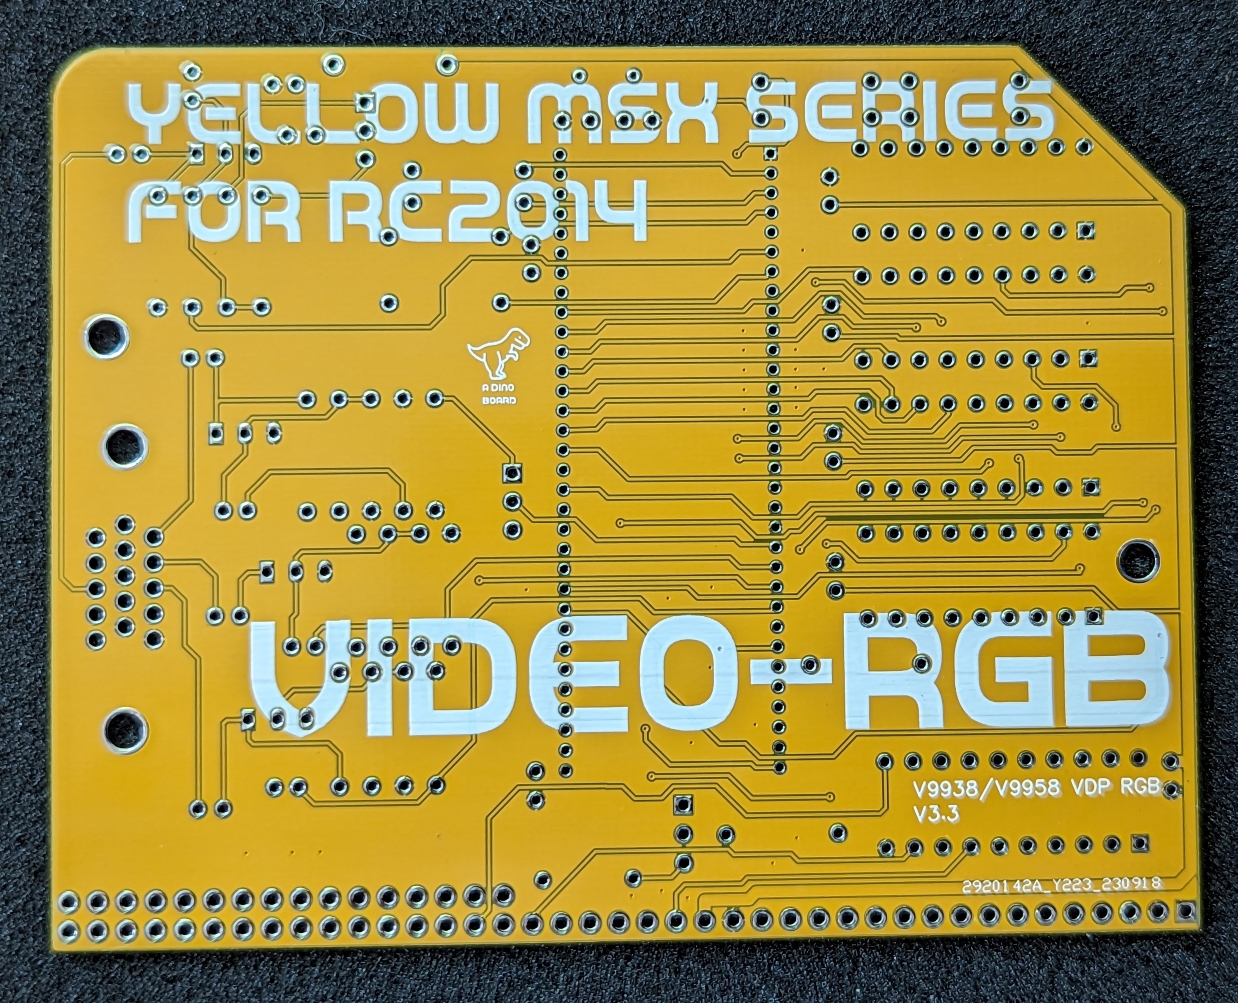 YELLOW MSX SERIES
FOR RC2014
A DINO
BOARD
VIDEO-RGB
V9938/V9958 VDP RGB
V3.3
2920142A_Y223_230918